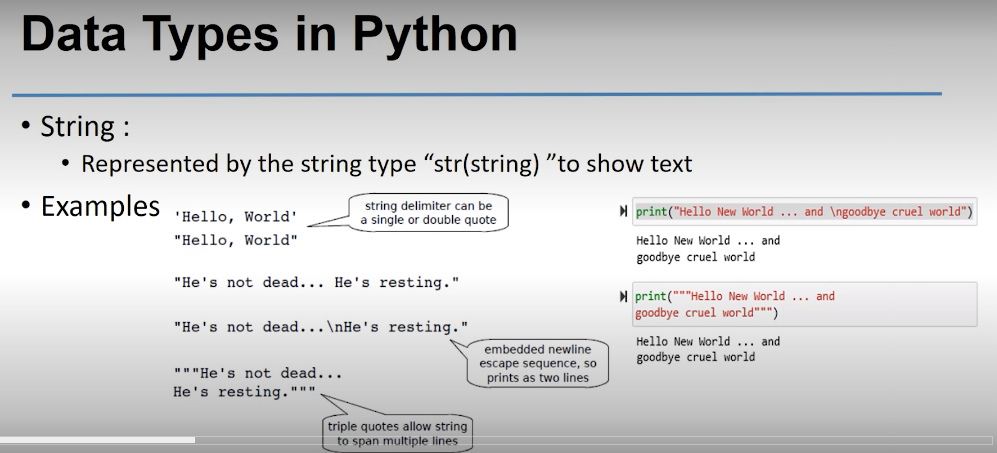 Data Types in Python
• String :
• Represented by the string type “str(string) ”to show text
• Examples
'Hello, World'
"Hello, World"
string delimiter can be
a single or double quote
"He's not dead... He's resting."
"He's not dead...\nHe's resting."
embedded newline
escape sequence, so
prints as two lines
"""He's not dead...
He's resting."""
triple quotes allow string
to span multiple lines
print("Hello New World ... and \ngoodbye cruel world")
Hello New World ... and
goodbye cruel world
print("""Hello New World ... and
goodbye cruel world""")
Hello New World ... and
goodbye cruel world